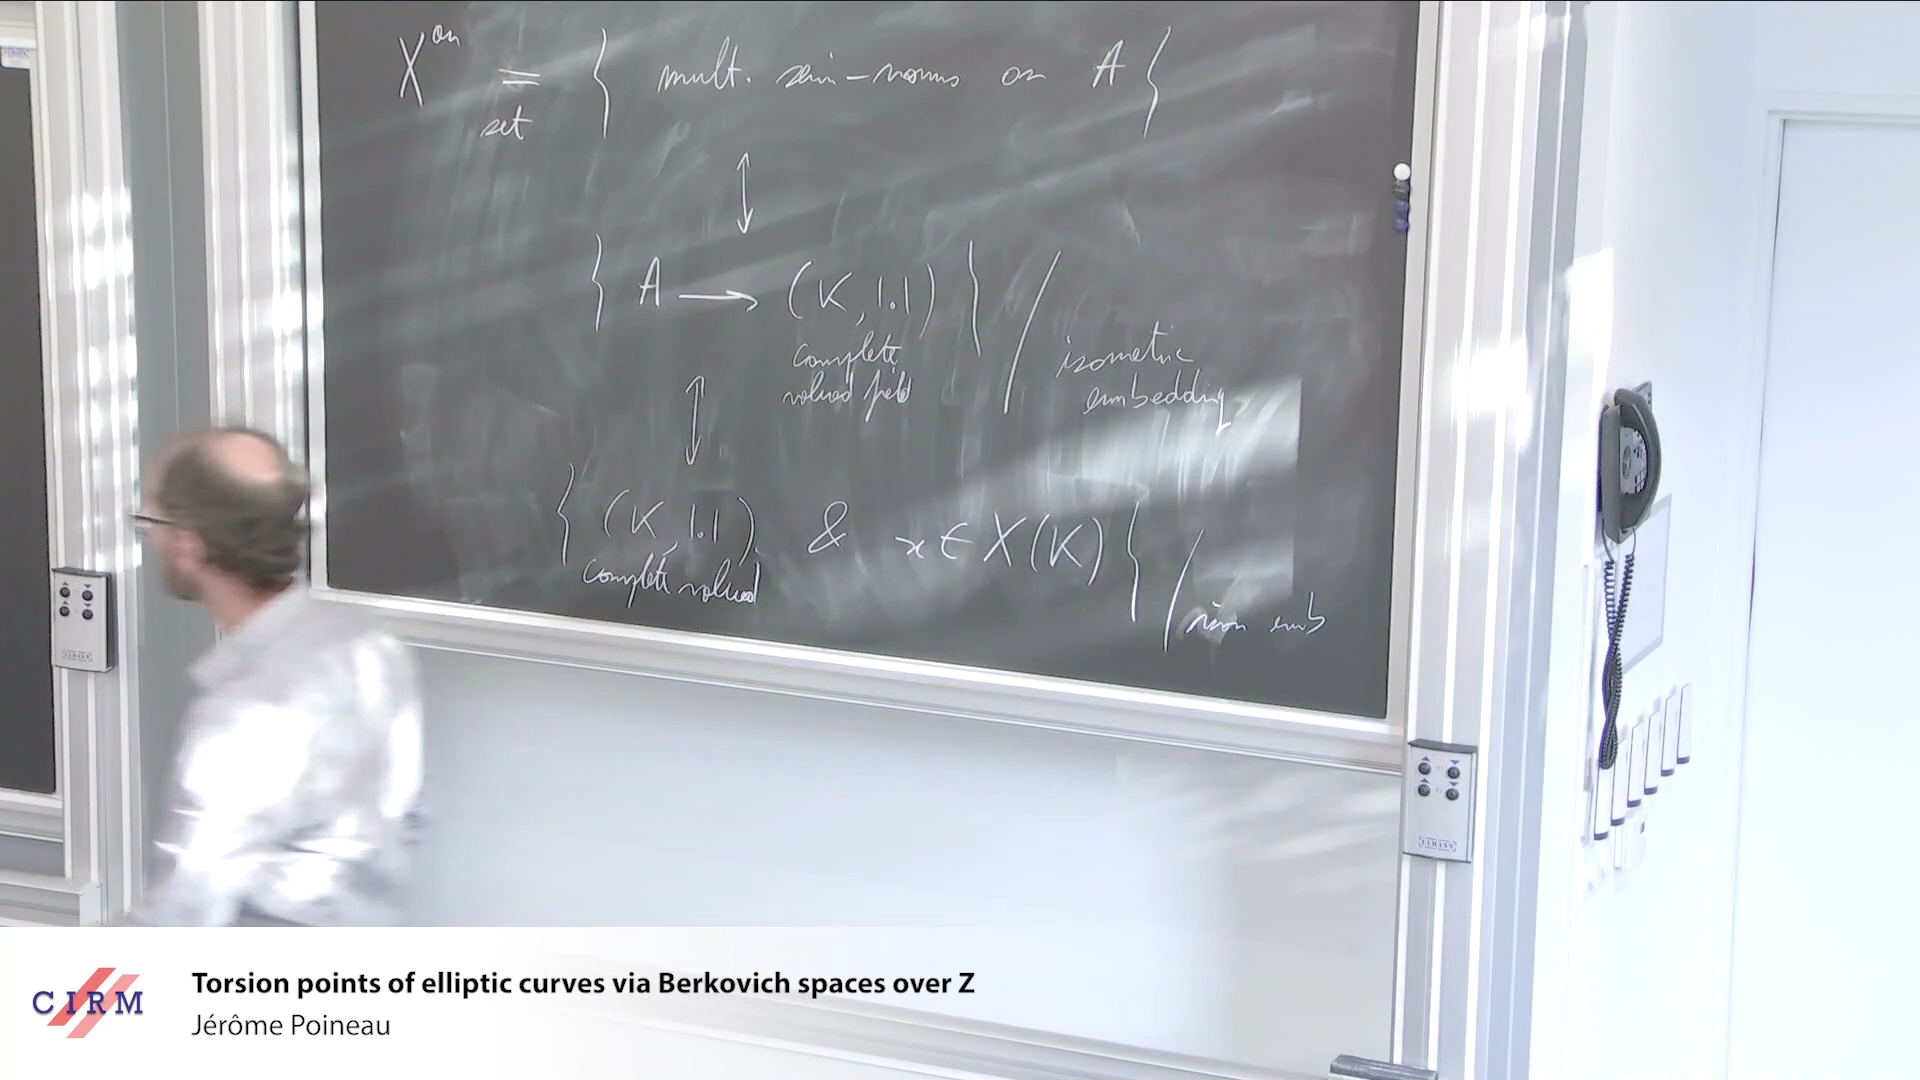 X^an = { mult. semi-norms on A }
set
↕
{ A → (K, |.|) } /
complete
valued field
isometric
embedding
↕
{ (K, |.|) & x ∈ X(K) } /
complete valued
isom emb
CIRM
Torsion points of elliptic curves via Berkovich spaces over Z
Jérôme Poineau